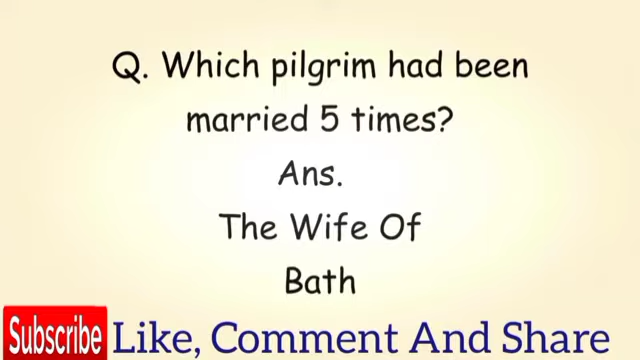 Q. Which pilgrim had been
married 5 times?
Ans.
The Wife Of
Bath
Subscribe Like, Comment And Share